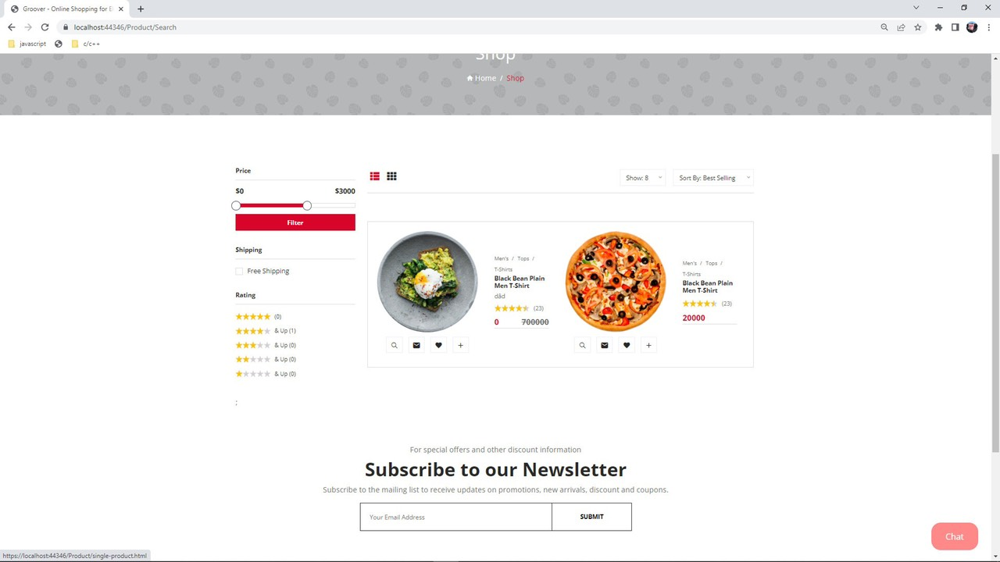 Groover - Online Shopping for E
localhost:44346/Product/Search
javascript
c/c++
Shop
Home / Shop
Price
$0 $3000
Filter
Shipping
Free Shipping
Rating
(0)
& Up (1)
& Up (0)
& Up (0)
& Up (0)
;
Show: 8
Sort By: Best Selling
Men's / Tops /
T-Shirts
Black Bean Plain
Men T-Shirt
dâd
(23)
0 700000
Men's / Tops /
T-Shirts
Black Bean Plain
Men T-Shirt
(23)
20000
For special offers and other discount information
Subscribe to our Newsletter
Subscribe to the mailing list to receive updates on promotions, new arrivals, discount and coupons.
Your Email Address
SUBMIT
Chat
https://localhost:44346/Product/single-product.html